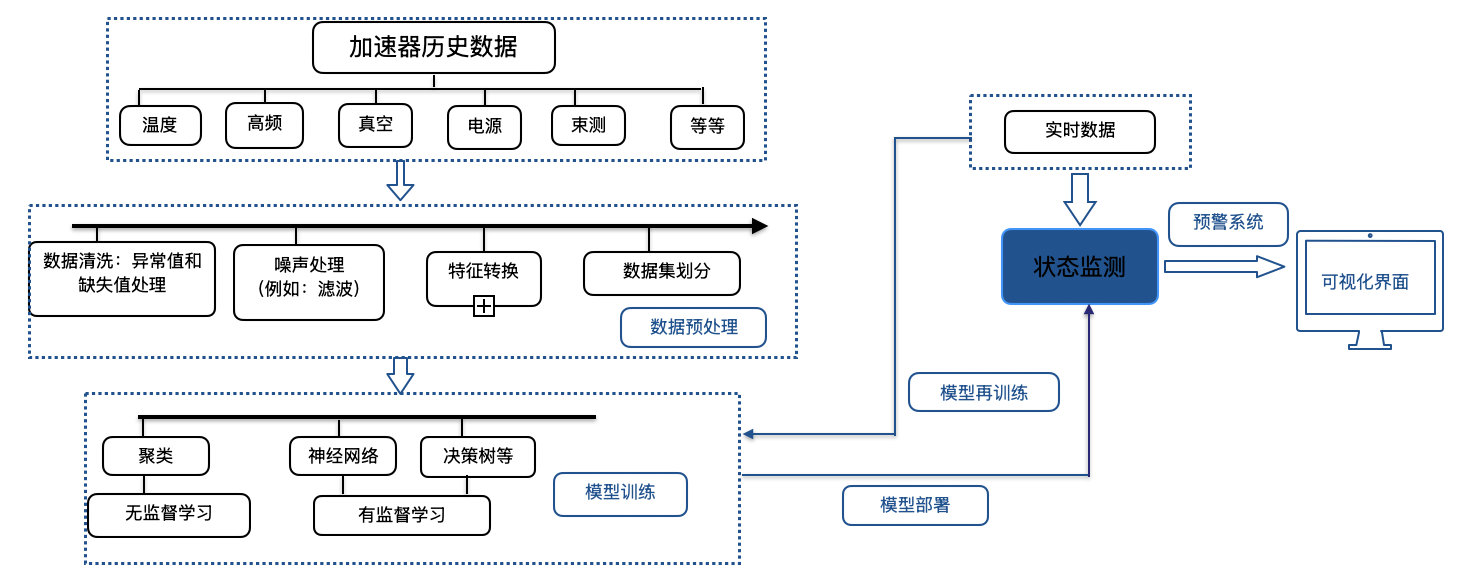 加速器历史数据
温度
高频
真空
电源
束测
等等
数据清洗：异常值和
缺失值处理
噪声处理
（例如：滤波）
特征转换
数据集划分
数据预处理
聚类
神经网络
决策树等
无监督学习
有监督学习
模型训练
实时数据
状态监测
预警系统
可视化界面
模型再训练
模型部署